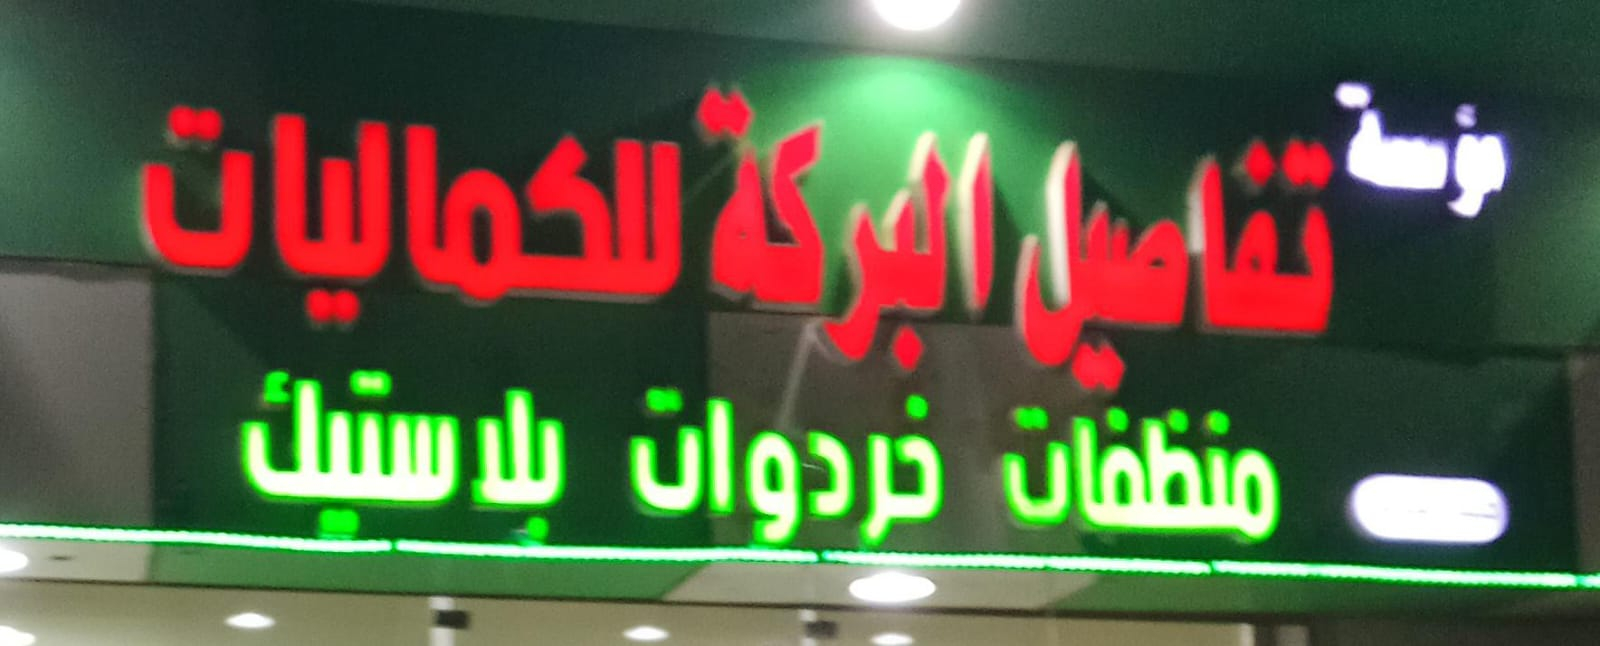 مؤسسة
تفاصيل البركة للكماليات
منظفات خردوات بلاستيك